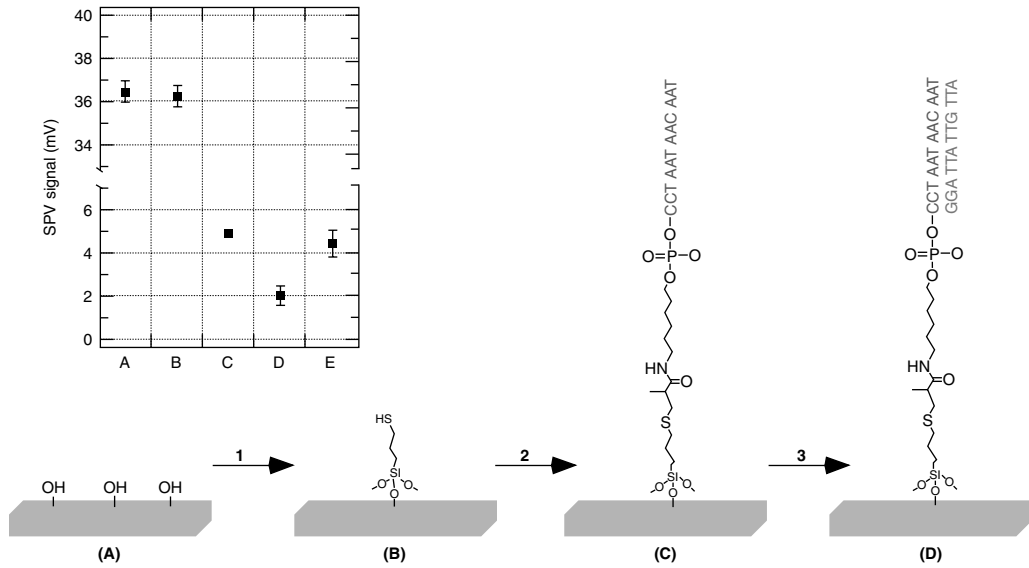 40
38
36
34
6
4
2
0
SPV signal (mV)
A B C D E
OH OH OH
(A)
1
HS
SI
O O
O
(B)
2
CCT AAT AAC AAT
O
O=P–O
O
HN
O
S
SI
O O
O
(C)
3
CCT AAT AAC AAT
GGA TTA TTG TTA
O
O=P–O
O
HN
O
S
SI
O O
O
(D)